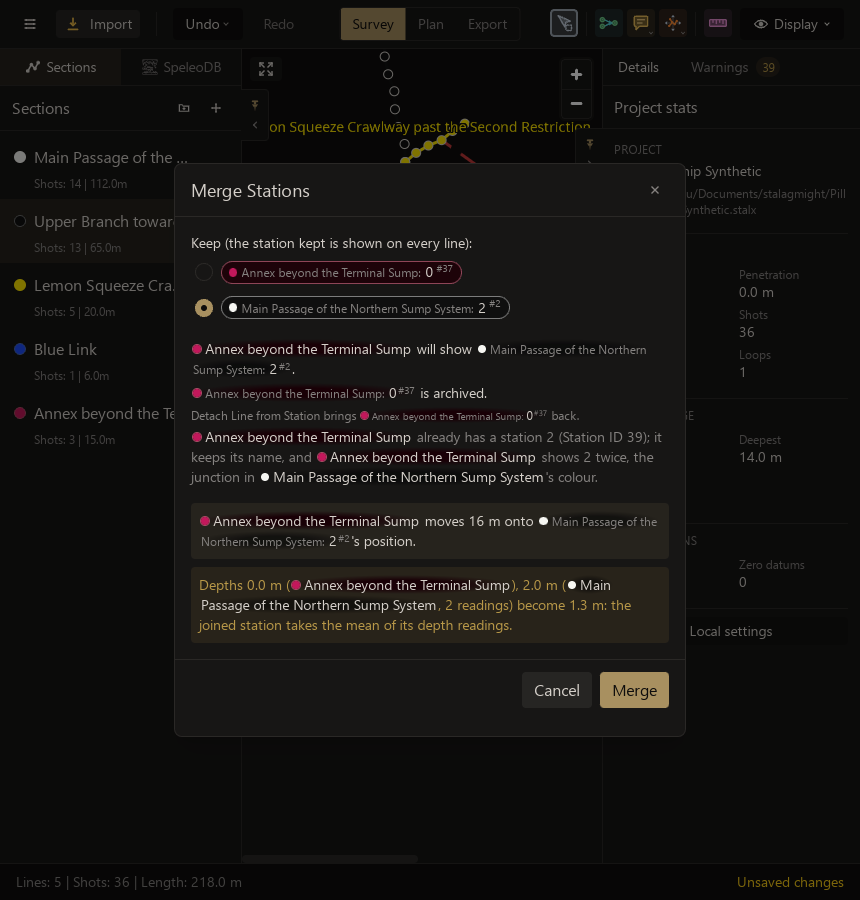 Import
Undo
Redo
Survey
Plan
Export
Display
Sections
SpeleoDB
Details
Warnings
39
Sections
Project stats
on Squeeze Crawlway past the Second Restriction
Main Passage of the ...
Shots: 14 | 112.0m
Upper Branch towar
Shots: 13 | 65.0m
Lemon Squeeze Cra
Shots: 5 | 20.0m
Blue Link
Shots: 1 | 6.0m
Annex beyond the Te
Shots: 3 | 15.0m
PROJECT
hip Synthetic
u/Documents/stalagmight/Pill
ynthetic.stalx
Penetration
0.0 m
Shots
36
Loops
1
GE
Deepest
14.0 m
NS
Zero datums
0
Local settings
Merge Stations
Keep (the station kept is shown on every line):
Annex beyond the Terminal Sump: 0 #37
Main Passage of the Northern Sump System: 2 #2
Annex beyond the Terminal Sump will show Main Passage of the Northern
Sump System: 2 #2.
Annex beyond the Terminal Sump: 0 #37 is archived.
Detach Line from Station brings Annex beyond the Terminal Sump: 0 #37 back.
Annex beyond the Terminal Sump already has a station 2 (Station ID 39); it
keeps its name, and Annex beyond the Terminal Sump shows 2 twice, the
junction in Main Passage of the Northern Sump System's colour.
Annex beyond the Terminal Sump moves 16 m onto Main Passage of the
Northern Sump System: 2 #2's position.
Depths 0.0 m (Annex beyond the Terminal Sump), 2.0 m (Main
Passage of the Northern Sump System, 2 readings) become 1.3 m: the
joined station takes the mean of its depth readings.
Cancel
Merge
Lines: 5 | Shots: 36 | Length: 218.0 m
Unsaved changes